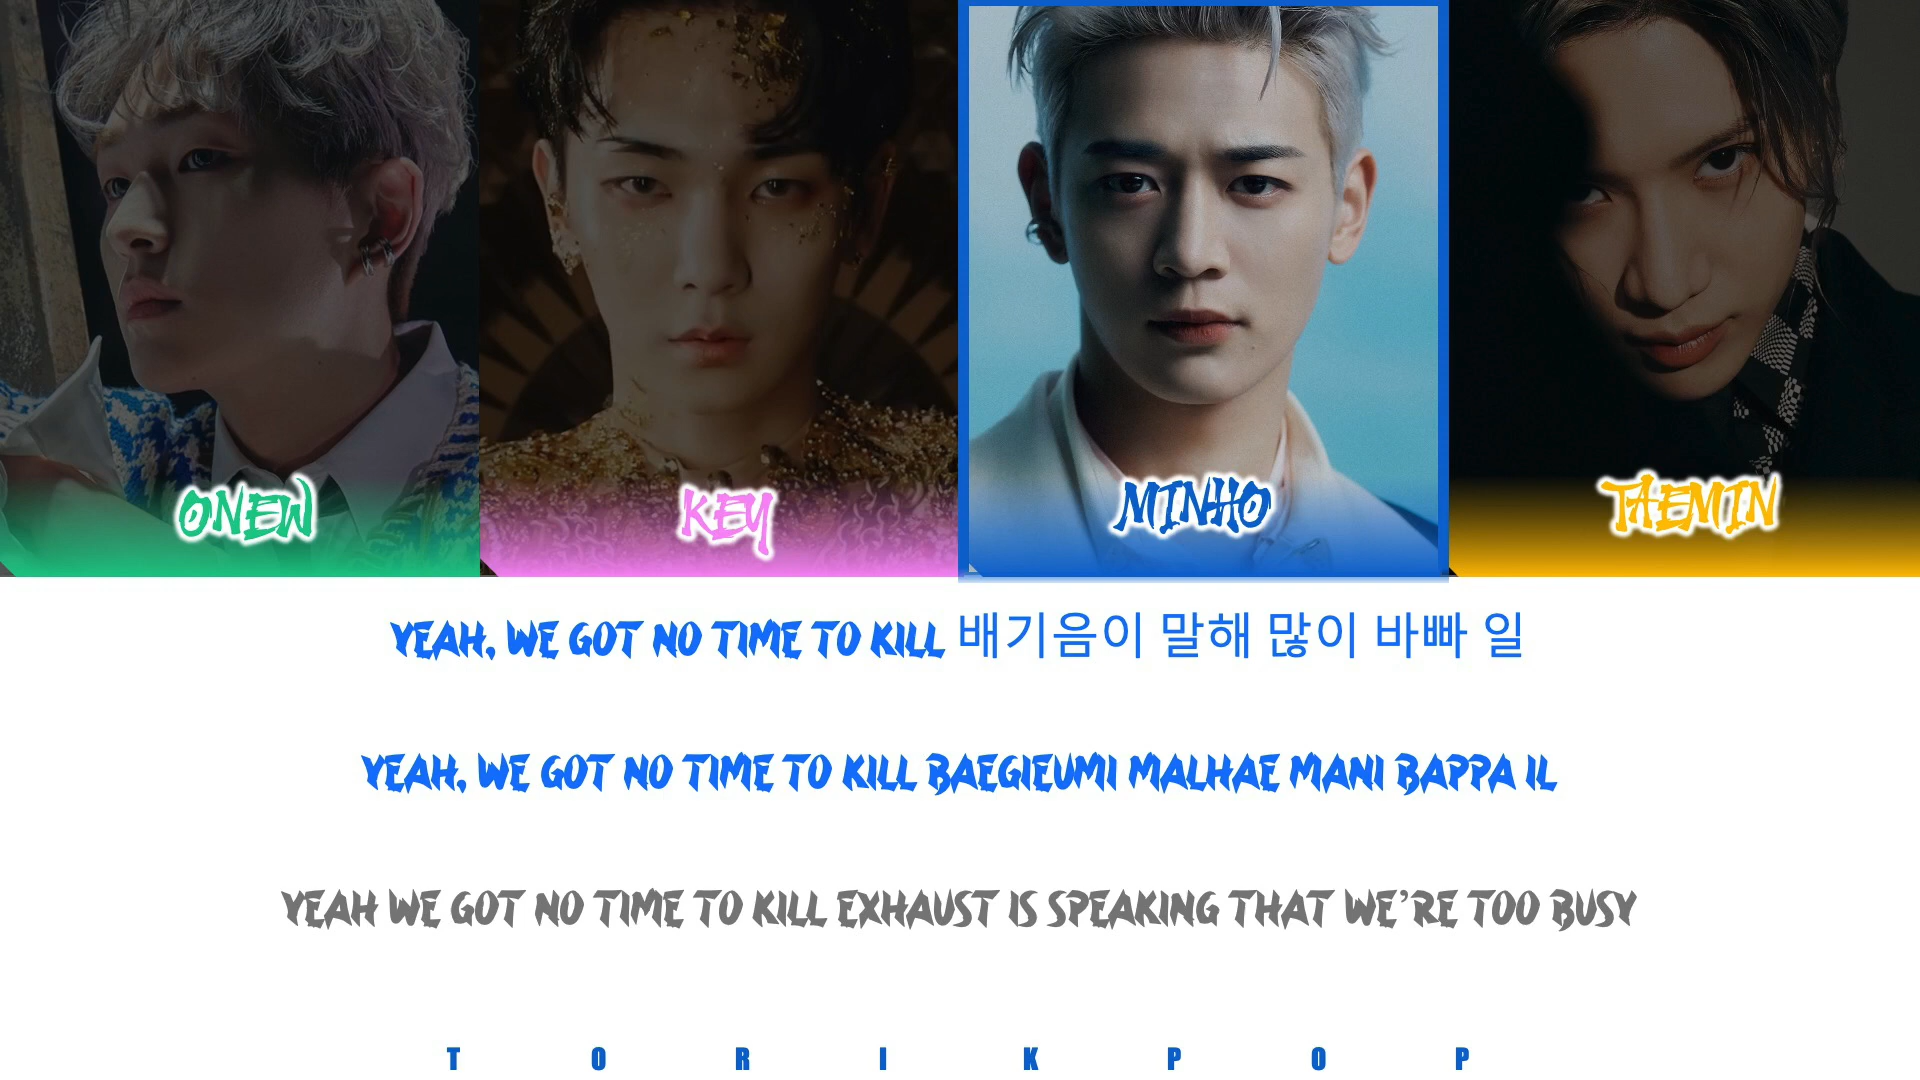 ONEW
KEY
MINHO
TAEMIN
YEAH, WE GOT NO TIME TO KILL 배기음이 말해 많이 바빠 일
YEAH, WE GOT NO TIME TO KILL BAEGIEUMI MALHAE MANI BAPPA IL
YEAH WE GOT NO TIME TO KILL EXHAUST IS SPEAKING THAT WE'RE TOO BUSY
T O R I K P O P